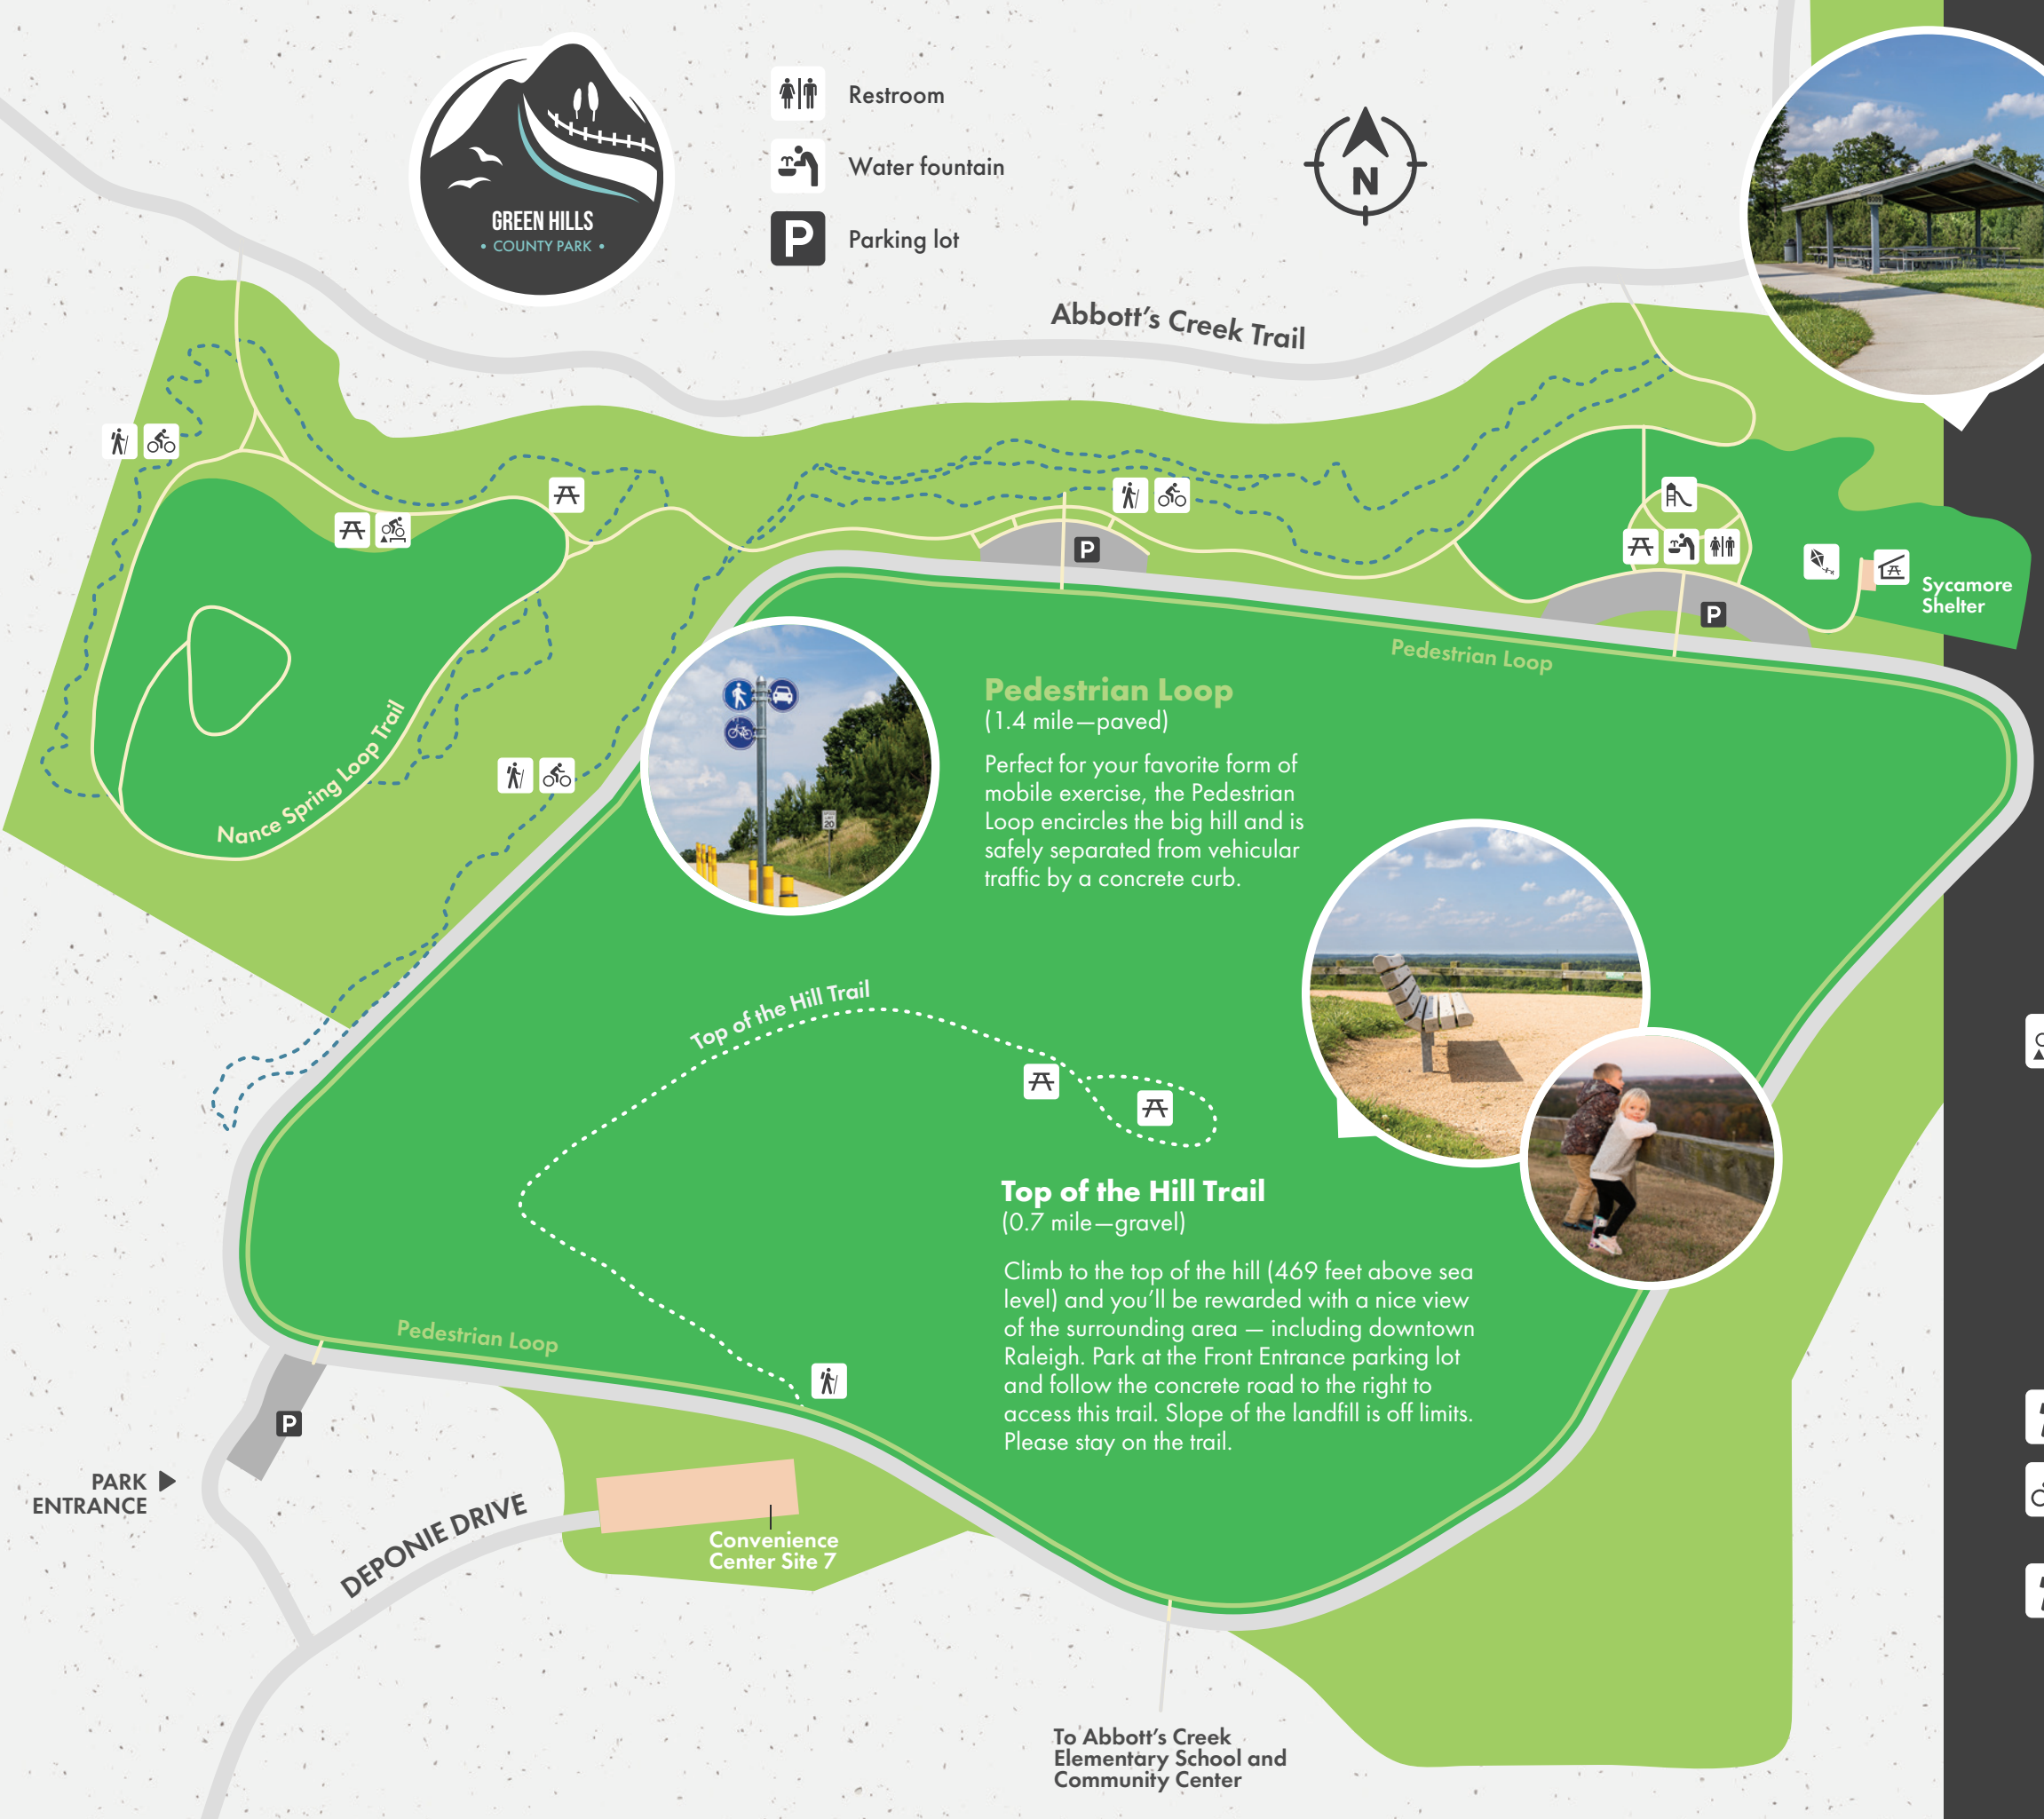 GREEN HILLS
• COUNTY PARK •
Restroom
Water fountain
P
Parking lot
N
Abbott's Creek Trail
P
Sycamore
Shelter
P
Pedestrian Loop
Pedestrian Loop
(1.4 mile—paved)
Perfect for your favorite form of
mobile exercise, the Pedestrian
Loop encircles the big hill and is
safely separated from vehicular
traffic by a concrete curb.
20
Nance Spring Loop Trail
Top of the Hill Trail
Top of the Hill Trail
(0.7 mile—gravel)
Climb to the top of the hill (469 feet above sea
level) and you'll be rewarded with a nice view
of the surrounding area — including downtown
Raleigh. Park at the Front Entrance parking lot
and follow the concrete road to the right to
access this trail. Slope of the landfill is off limits.
Please stay on the trail.
Pedestrian Loop
P
PARK
ENTRANCE
DEPONIE DRIVE
Convenience
Center Site 7
To Abbott's Creek
Elementary School and
Community Center